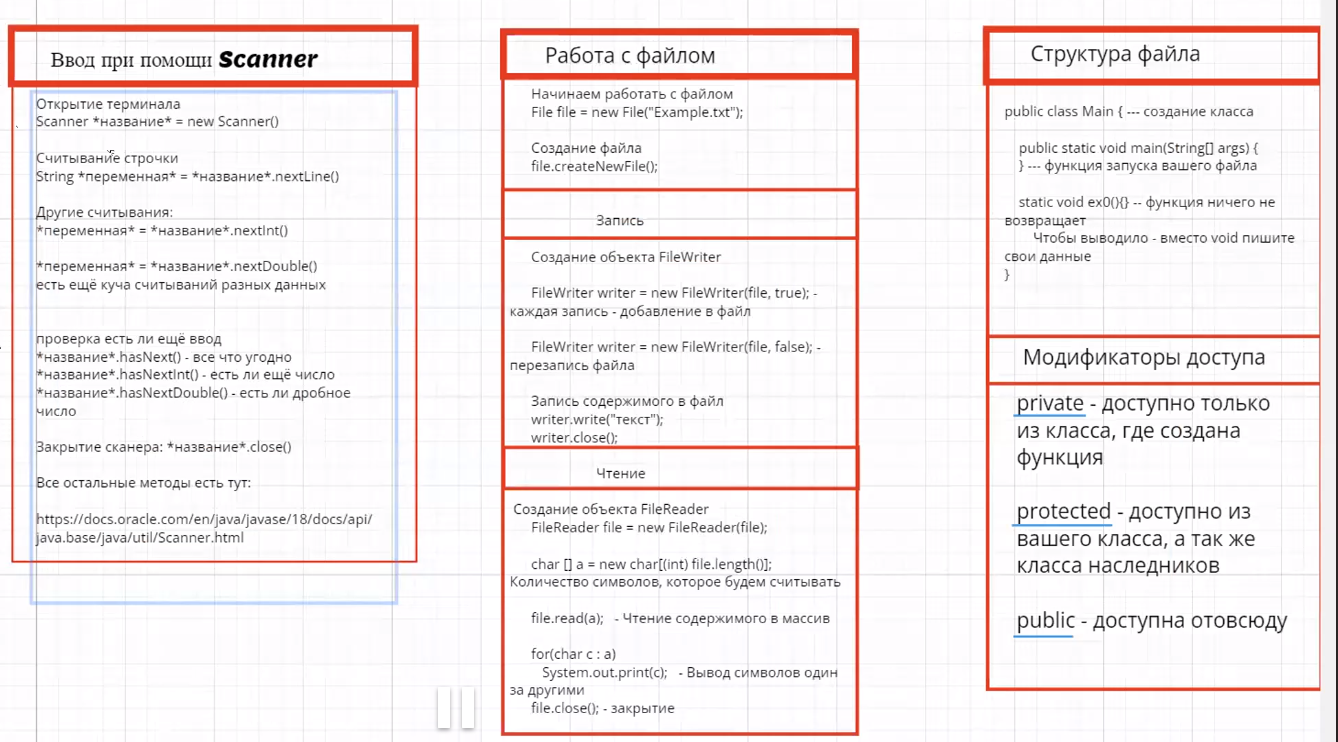 Ввод при помощи Scanner
Открытие терминала
Scanner *название* = new Scanner()
Считывание строчки
String *переменная* = *название*.nextLine()
Другие считывания:
*переменная* = *название*.nextInt()
*переменная* = *название*.nextDouble()
есть ещё куча считываний разных данных
проверка есть ли ещё ввод
*название*.hasNext() - все что угодно
*название*.hasNextInt() - есть ли ещё число
*название*.hasNextDouble() - есть ли дробное
число
Закрытие сканера: *название*.close()
Все остальные методы есть тут:
https://docs.oracle.com/en/java/javase/18/docs/api/
java.base/java/util/Scanner.html
Работа с файлом
Начинаем работать с файлом
File file = new File("Example.txt");
Создание файла
file.createNewFile();
Запись
Создание объекта FileWriter
FileWriter writer = new FileWriter(file, true); -
каждая запись - добавление в файл
FileWriter writer = new FileWriter(file, false); -
перезапись файла
Запись содержимого в файл
writer.write("текст");
writer.close();
Чтение
Создание объекта FileReader
FileReader file = new FileReader(file);
char [] a = new char[(int) file.length()];
Количество символов, которое будем считывать
file.read(a); - Чтение содержимого в массив
for(char c : a)
System.out.print(c); - Вывод символов один
за другими
file.close(); - закрытие
Структура файла
public class Main { --- создание класса
public static void main(String[] args) {
} --- функция запуска вашего файла
static void ex0(){} -- функция ничего не
возвращает
Чтобы выводило - вместо void пишите
свои данные
}
Модификаторы доступа
private - доступно только
из класса, где создана
функция
protected - доступно из
вашего класса, а так же
класса наследников
public - доступна отовсюду